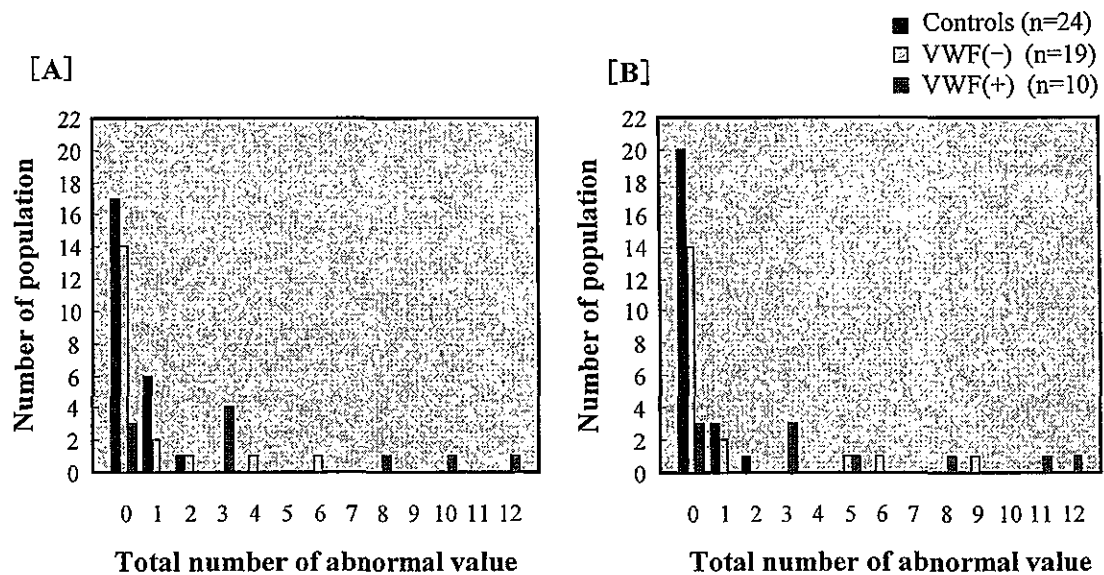 ■ Controls (n=24)
□ VWF(−) (n=19)
■ VWF(+) (n=10)
[A]
22
20
18
16
14
12
10
8
6
4
2
0
Number of population
0 1 2 3 4 5 6 7 8 9 10 11 12
Total number of abnormal value
[B]
22
20
18
16
14
12
10
8
6
4
2
0
Number of population
0 1 2 3 4 5 6 7 8 9 10 11 12
Total number of abnormal value